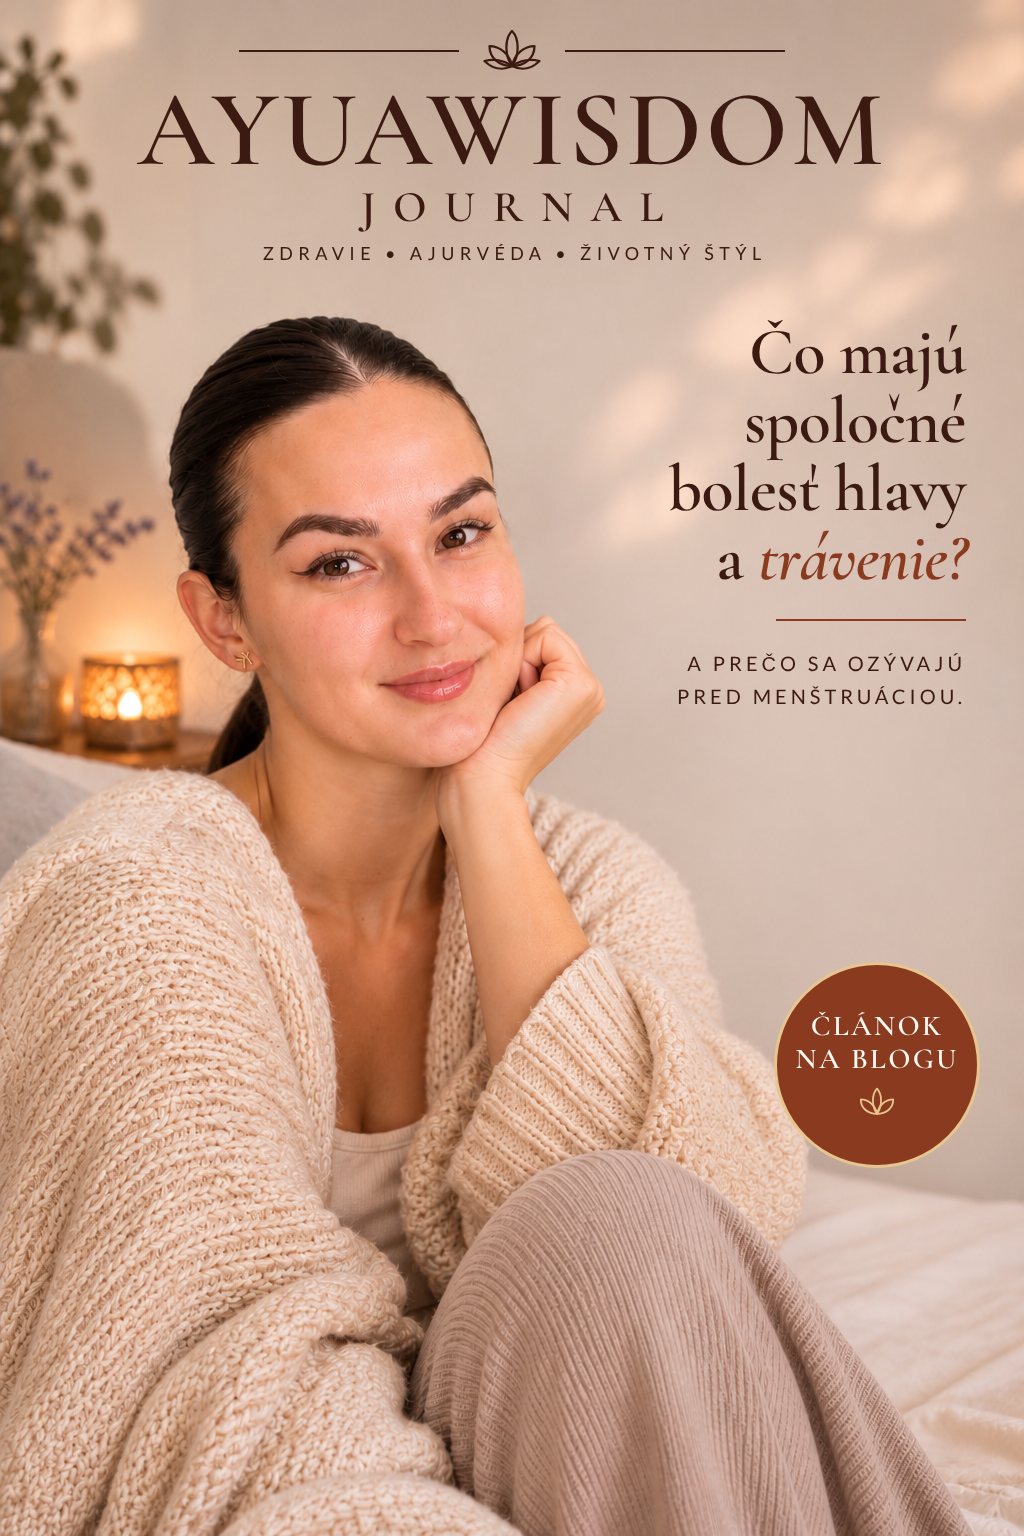 AYUAWISDOM
JOURNAL
ZDRAVIE • AJURVÉDA • ŽIVOTNÝ ŠTÝL
Čo majú
spoločné
bolesť hlavy
a trávenie?
A PREČO SA OZÝVAJÚ
PRED MENŠTRUÁCIOU.
ČLÁNOK
NA BLOGU